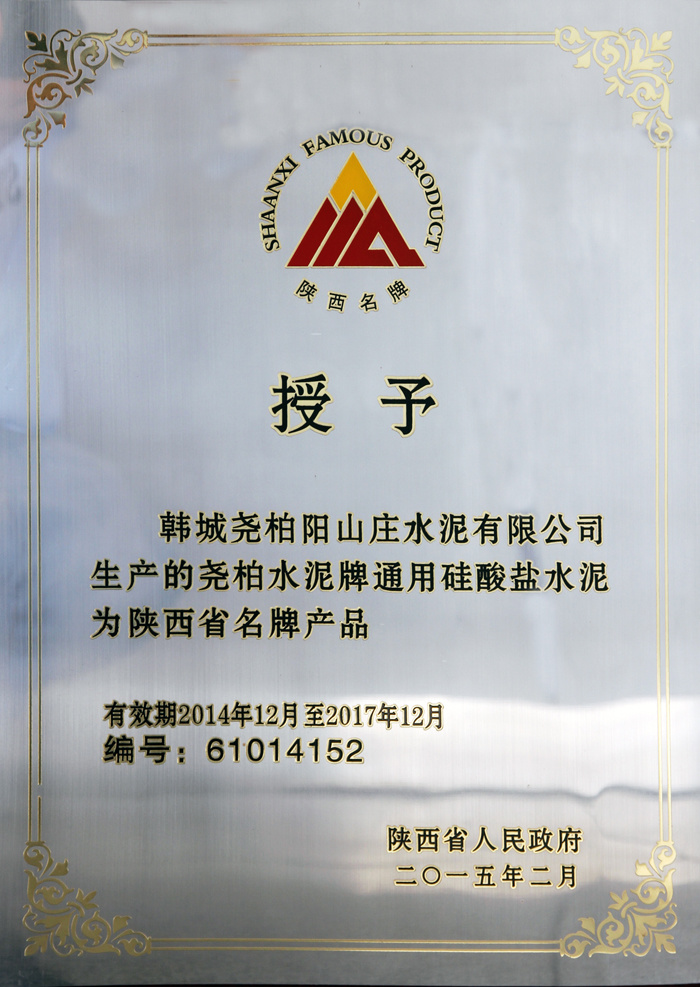 SHAANXI FAMOUS PRODUCT
陕西名牌
授予
韩城尧柏阳山庄水泥有限公司
生产的尧柏水泥牌通用硅酸盐水泥
为陕西省名牌产品
有效期2014年12月至2017年12月
编号：61014152
陕西省人民政府
二〇一五年二月